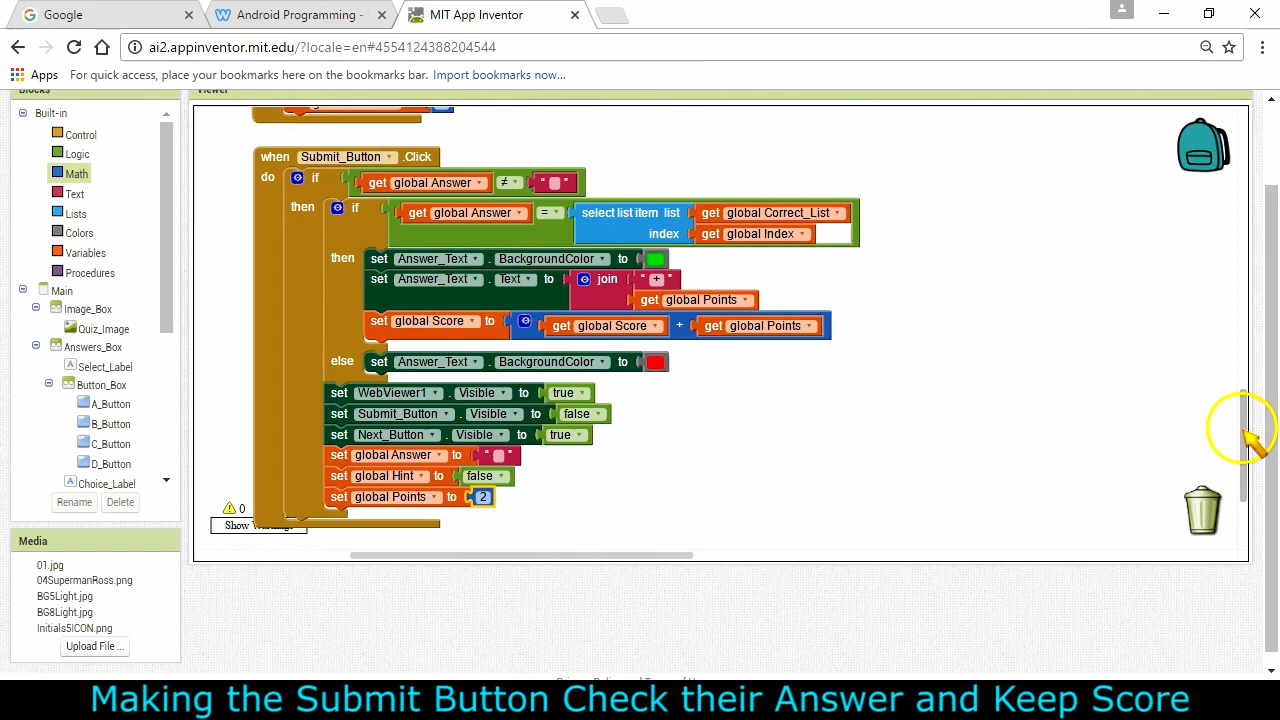 Google
Android Programming -
MIT App Inventor
ai2.appinventor.mit.edu/?locale=en#4554124388204544
Apps For quick access, place your bookmarks here on the bookmarks bar. Import bookmarks now...
Blocks
Viewer
Built-in
Control
Logic
Math
Text
Lists
Colors
Variables
Procedures
Main
Image_Box
Quiz_Image
Answers_Box
Select_Label
Button_Box
A_Button
B_Button
C_Button
D_Button
Choice_Label
Rename Delete
Media
01.jpg
04SupermanRoss.png
BG5Light.jpg
BG8Light.jpg
Initials5ICON.png
Upload File ...
when Submit_Button .Click
do if get global Answer ≠ “ ”
then if get global Answer = select list item list get global Correct_List
index get global Index
then set Answer_Text . BackgroundColor to
set Answer_Text . Text to join “ + ”
get global Points
set global Score to get global Score + get global Points
else set Answer_Text . BackgroundColor to
set WebViewer1 . Visible to true
set Submit_Button . Visible to false
set Next_Button . Visible to true
set global Answer to “ ”
set global Hint to false
set global Points to 2
0
Show Warnings
Making the Submit Button Check their Answer and Keep Score